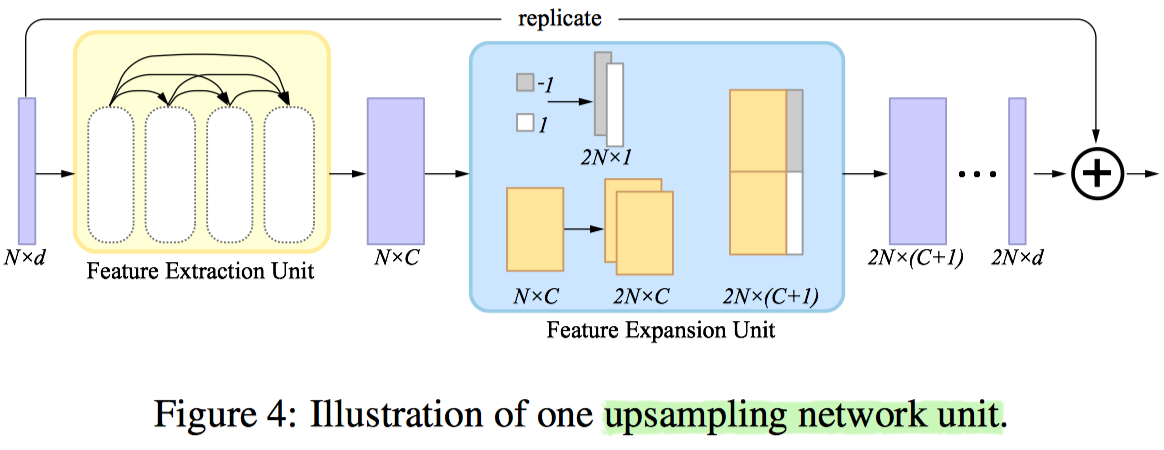 replicate
-1
1
2N×1
N×C
2N×C
2N×(C+1)
N×d
Feature Extraction Unit
N×C
Feature Expansion Unit
2N×(C+1)
2N×d
Figure 4: Illustration of one upsampling network unit.